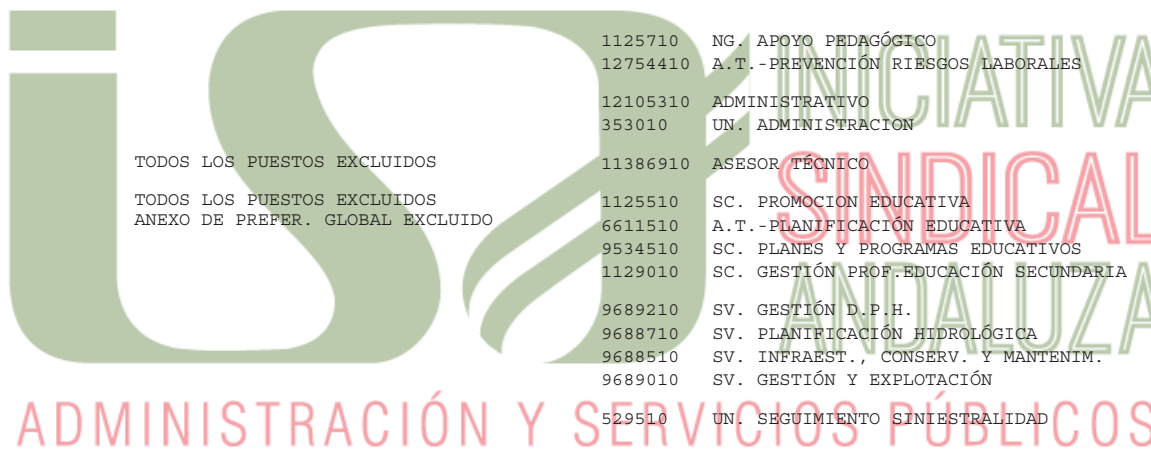 1125710 NG. APOYO PEDAGÓGICO
12754410 A.T.-PREVENCIÓN RIESGOS LABORALES
12105310 ADMINISTRATIVO
353010 UN. ADMINISTRACION
TODOS LOS PUESTOS EXCLUIDOS 11386910 ASESOR TÉCNICO
TODOS LOS PUESTOS EXCLUIDOS 1125510 SC. PROMOCION EDUCATIVA
ANEXO DE PREFER. GLOBAL EXCLUIDO 6611510 A.T.-PLANIFICACIÓN EDUCATIVA
9534510 SC. PLANES Y PROGRAMAS EDUCATIVOS
1129010 SC. GESTIÓN PROF.EDUCACIÓN SECUNDARIA
9689210 SV. GESTIÓN D.P.H.
9688710 SV. PLANIFICACIÓN HIDROLÓGICA
9688510 SV. INFRAEST., CONSERV. Y MANTENIM.
9689010 SV. GESTIÓN Y EXPLOTACIÓN
529510 UN. SEGUIMIENTO SINIESTRALIDAD
isa
INICIATIVA
SINDICAL
ANDALUZA
ADMINISTRACIÓN Y SERVICIOS PÚBLICOS